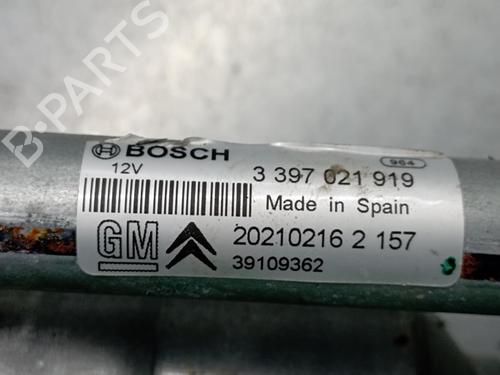 BOSCH
964
12V
3 397 021 919
Made in Spain
GM
20210216 2 157
39109362
B-PARTS